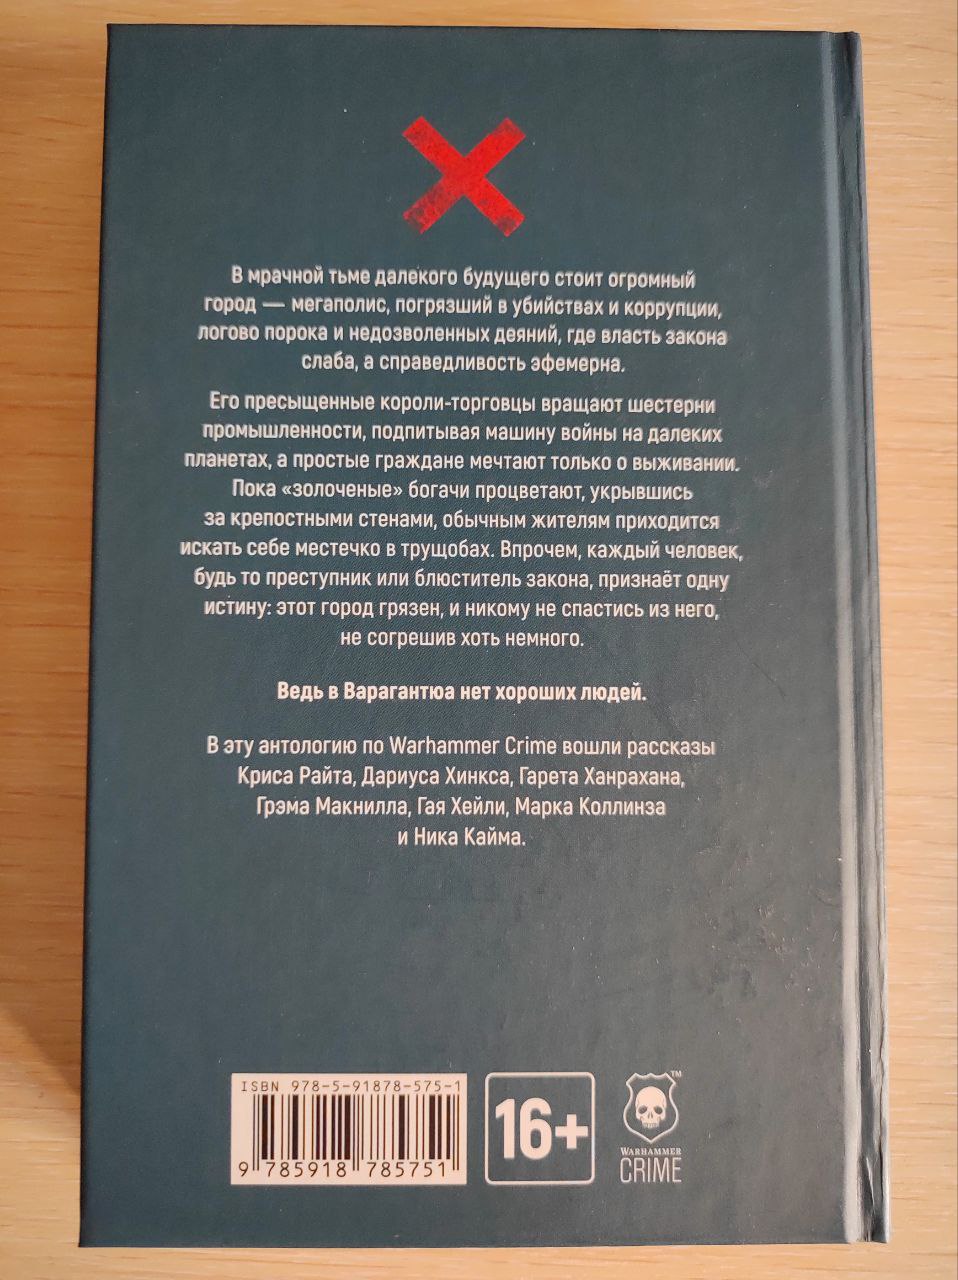 В мрачной тьме далекого будущего стоит огромный
город — мегаполис, погрязший в убийствах и коррупции,
логово порока и недозволенных деяний, где власть закона
слаба, а справедливость эфемерна.
Его пресыщенные короли-торговцы вращают шестерни
промышленности, подпитывая машину войны на далеких
планетах, а простые граждане мечтают только о выживании.
Пока «золоченые» богачи процветают, укрывшись
за крепостными стенами, обычным жителям приходится
искать себе местечко в трущобах. Впрочем, каждый человек,
будь то преступник или блюститель закона, признаёт одну
истину: этот город грязен, и никому не спастись из него,
не согрешив хоть немного.
Ведь в Варагантюа нет хороших людей.
В эту антологию по Warhammer Crime вошли рассказы
Криса Райта, Дариуса Хинкса, Гарета Ханрахана,
Грэма Макнилла, Гая Хейли, Марка Коллинза
и Ника Кайма.
ISBN 978-5-91878-575-1
9 785918 785751
16+
TM
WARHAMMER
CRIME